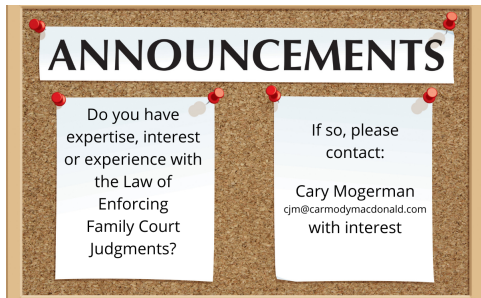 ANNOUNCEMENTS
Do you have
expertise, interest
or experience with
the Law of
Enforcing
Family Court
Judgments?
If so, please
contact:
Cary Mogerman
cjm@carmodymacdonald.com
with interest